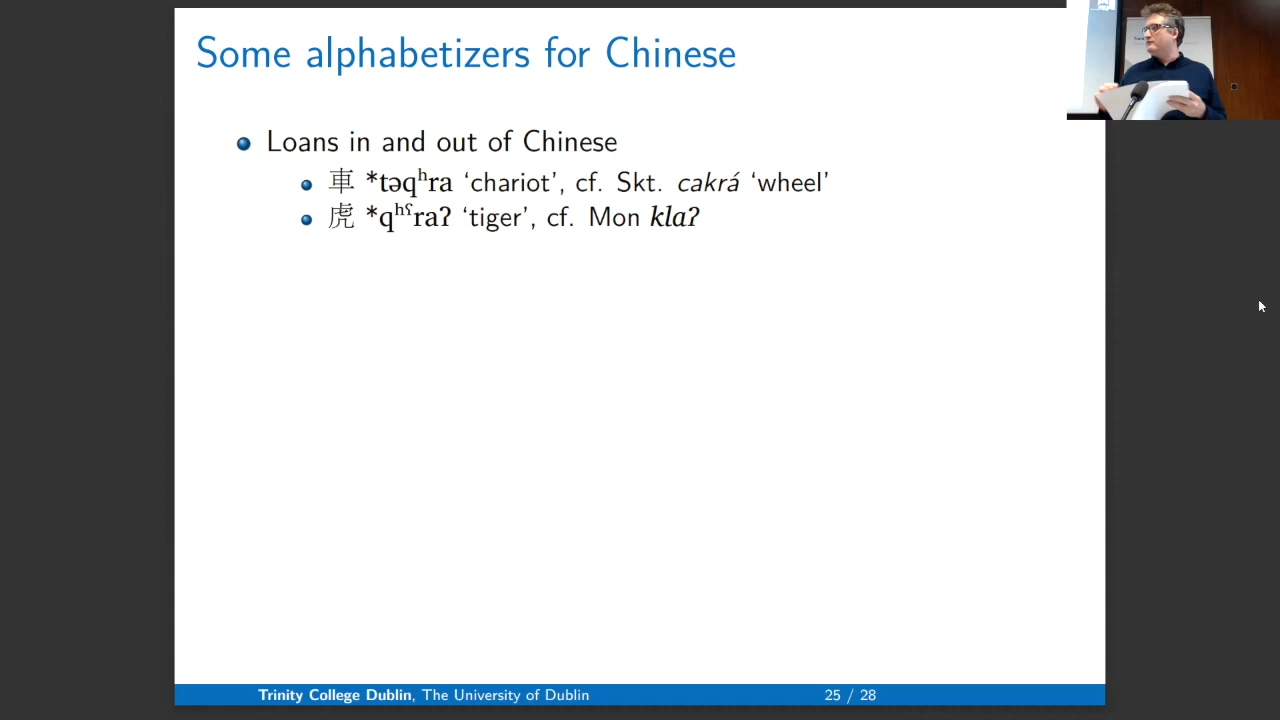 Some alphabetizers for Chinese
Loans in and out of Chinese
車 *təqʰra ‘chariot’, cf. Skt. cakrá ‘wheel’
虎 *qʰˤraʔ ‘tiger’, cf. Mon klaʔ
Trinity College Dublin, The University of Dublin 25 / 28